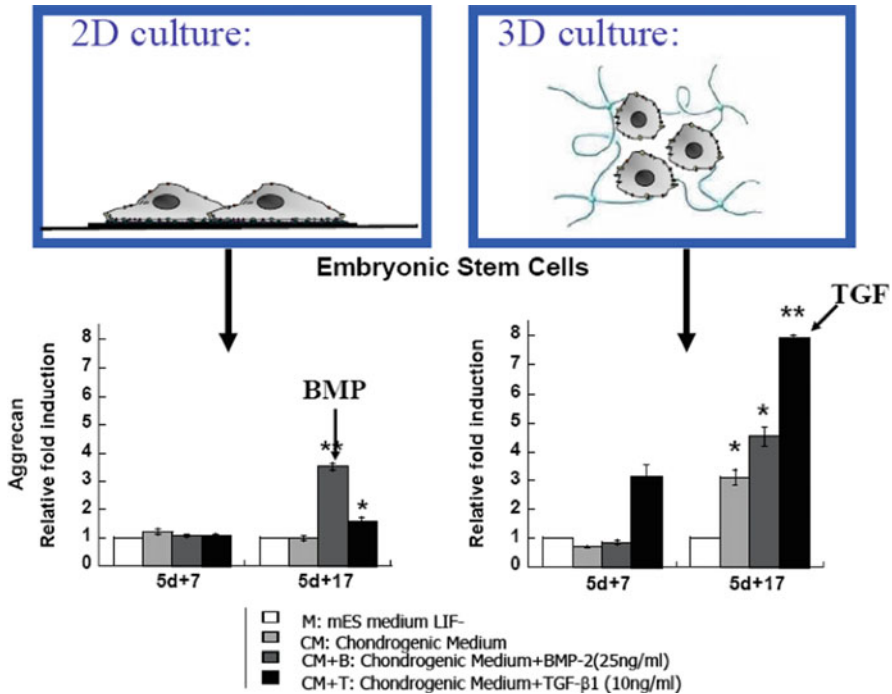 2D culture:
3D culture:
Embryonic Stem Cells
Aggrecan
Relative fold induction
8
7
6
5
4
3
2
1
0
BMP
**
*
5d+7
5d+17
Relative fold induction
8
7
6
5
4
3
2
1
0
TGF
**
*
*
5d+7
5d+17
M: mES medium LIF-
CM: Chondrogenic Medium
CM+B: Chondrogenic Medium+BMP-2(25ng/ml)
CM+T: Chondrogenic Medium+TGF-β1 (10ng/ml)